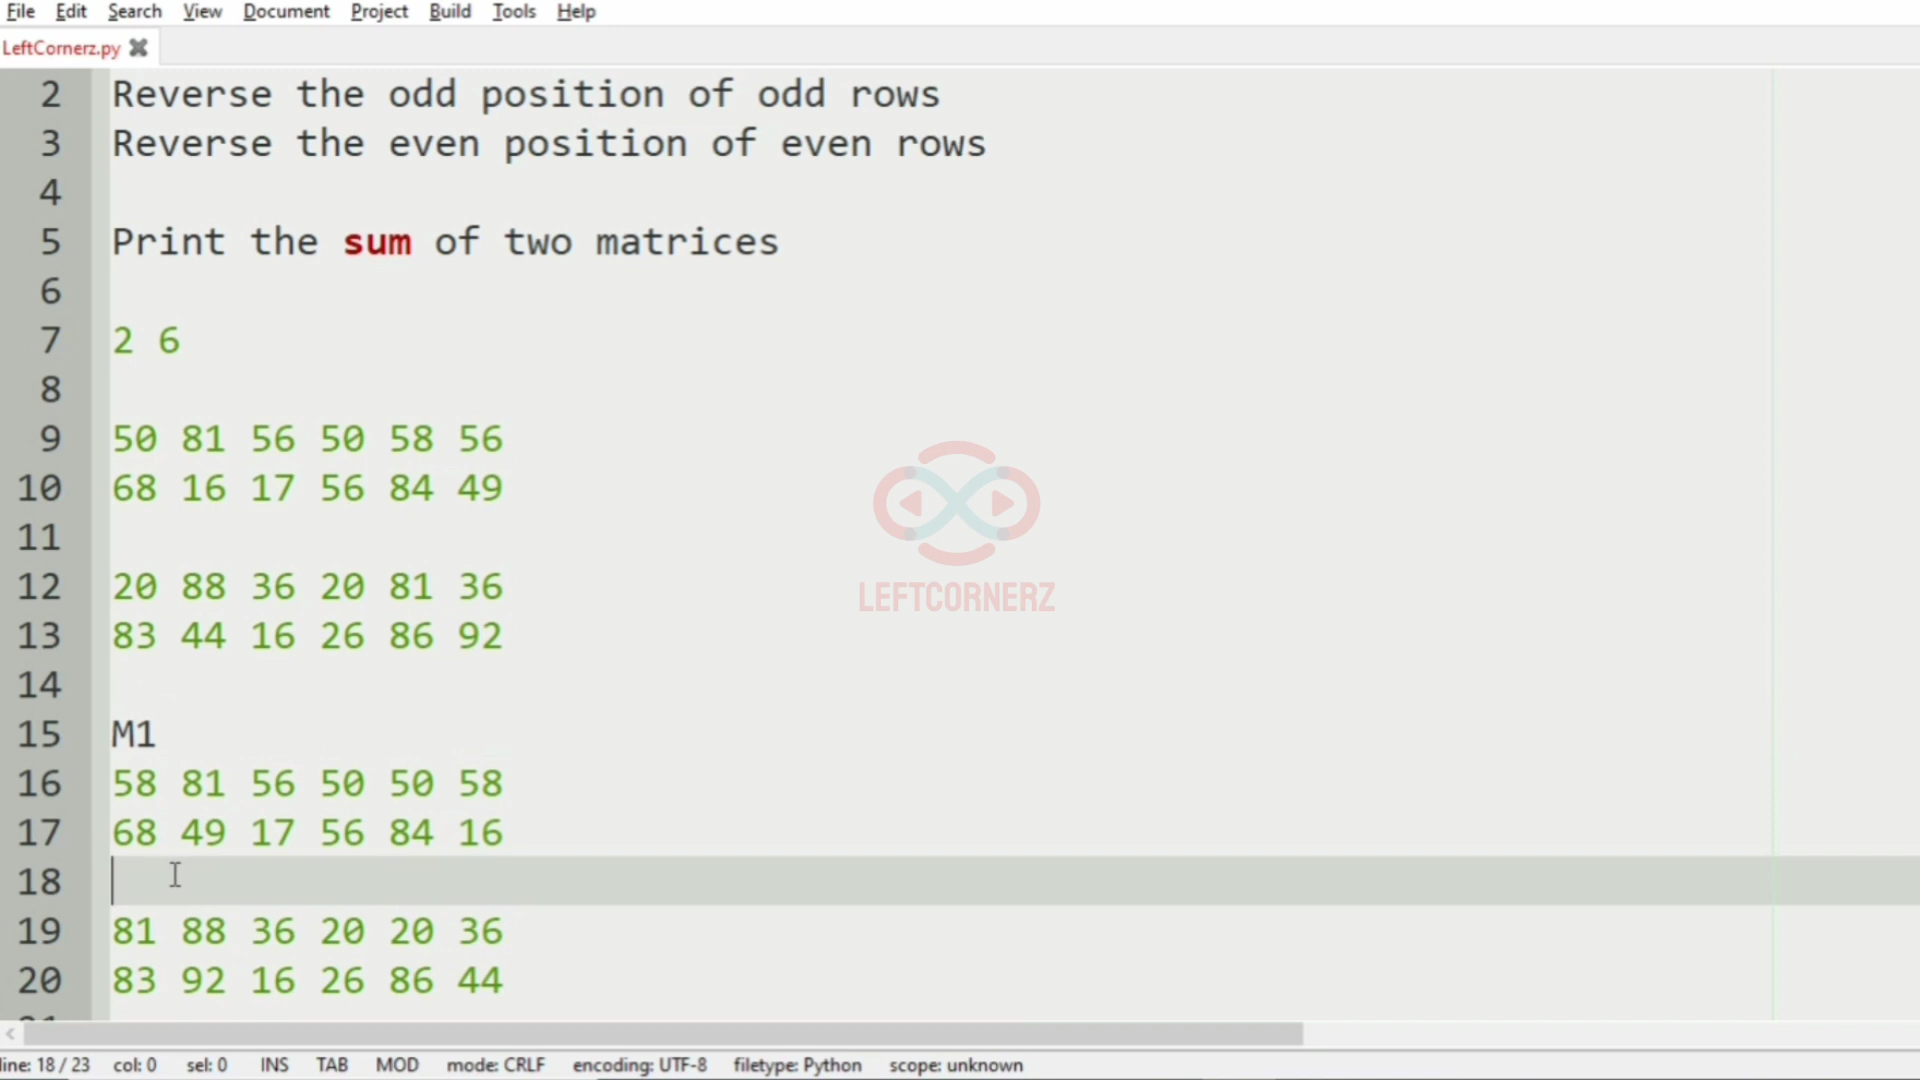 File Edit Search View Document Project Build Tools Help
LeftCornerz.py
2 Reverse the odd position of odd rows
3 Reverse the even position of even rows
4
5 Print the sum of two matrices
6
7 2 6
8
9 50 81 56 50 58 56
10 68 16 17 56 84 49
11
12 20 88 36 20 81 36
13 83 44 16 26 86 92
14
15 M1
16 58 81 56 50 50 58
17 68 49 17 56 84 16
18
19 81 88 36 20 20 36
20 83 92 16 26 86 44
LEFTCORNERZ
line: 18 / 23 col: 0 sel: 0 INS TAB MOD mode: CRLF encoding: UTF-8 filetype: Python scope: unknown